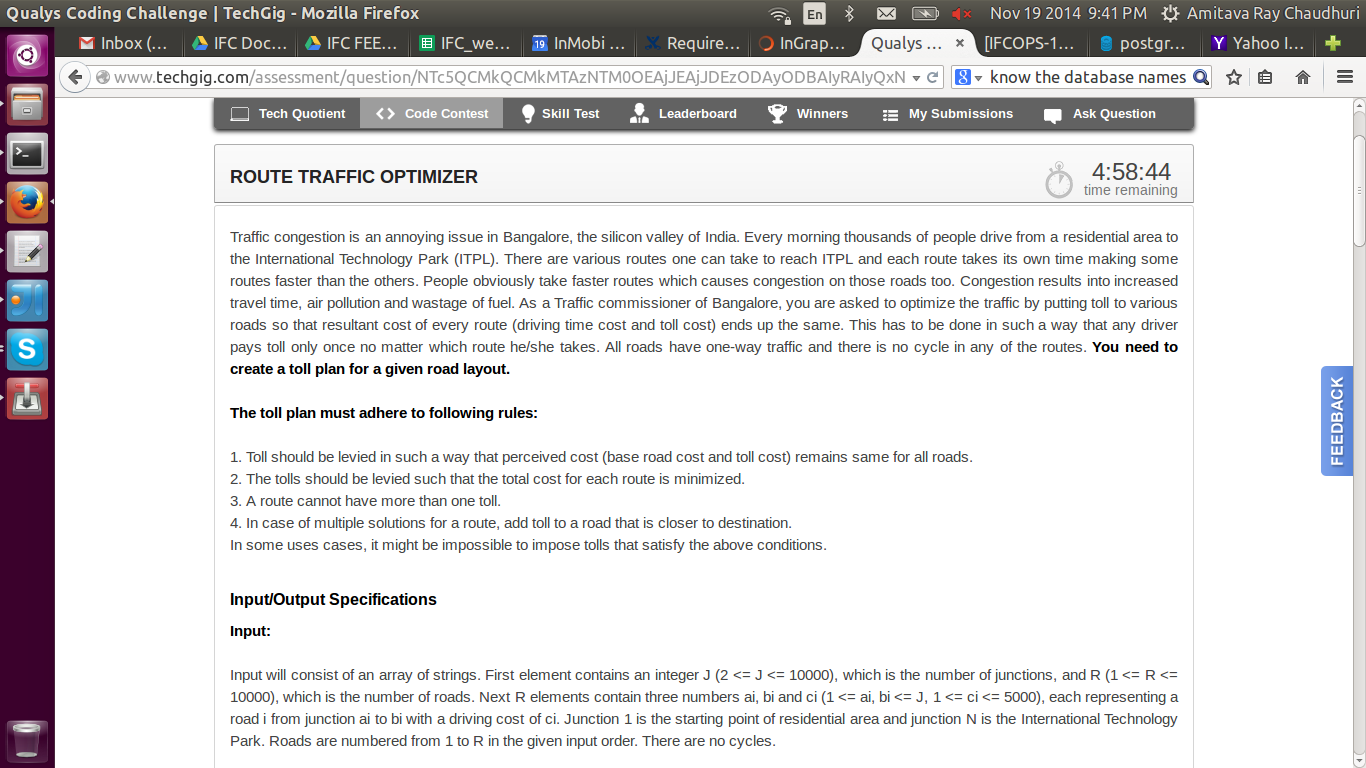 Qualys Coding Challenge | TechGig - Mozilla Firefox
En
Nov 19 2014 9:41 PM
Amitava Ray Chaudhuri
Inbox (...
IFC Doc...
IFC FEE...
IFC_we...
19
InMobi ...
Require...
InGrap...
Qualys ...
[IFCOPS-1...
postgr...
Yahoo I...
www.techgig.com/assessment/question/NTc5QCMkQCMkMTAzNTM0OEAjJEAjJDEzODAyODBAIyRAIyQxN
know the database names
Tech Quotient
Code Contest
Skill Test
Leaderboard
Winners
My Submissions
Ask Question
ROUTE TRAFFIC OPTIMIZER
4:58:44
time remaining
Traffic congestion is an annoying issue in Bangalore, the silicon valley of India. Every morning thousands of people drive from a residential area to
the International Technology Park (ITPL). There are various routes one can take to reach ITPL and each route takes its own time making some
routes faster than the others. People obviously take faster routes which causes congestion on those roads too. Congestion results into increased
travel time, air pollution and wastage of fuel. As a Traffic commissioner of Bangalore, you are asked to optimize the traffic by putting toll to various
roads so that resultant cost of every route (driving time cost and toll cost) ends up the same. This has to be done in such a way that any driver
pays toll only once no matter which route he/she takes. All roads have one-way traffic and there is no cycle in any of the routes. You need to
create a toll plan for a given road layout.
The toll plan must adhere to following rules:
1. Toll should be levied in such a way that perceived cost (base road cost and toll cost) remains same for all roads.
2. The tolls should be levied such that the total cost for each route is minimized.
3. A route cannot have more than one toll.
4. In case of multiple solutions for a route, add toll to a road that is closer to destination.
In some uses cases, it might be impossible to impose tolls that satisfy the above conditions.
Input/Output Specifications
Input:
Input will consist of an array of strings. First element contains an integer J (2 <= J <= 10000), which is the number of junctions, and R (1 <= R <=
10000), which is the number of roads. Next R elements contain three numbers ai, bi and ci (1 <= ai, bi <= J, 1 <= ci <= 5000), each representing a
road i from junction ai to bi with a driving cost of ci. Junction 1 is the starting point of residential area and junction N is the International Technology
Park. Roads are numbered from 1 to R in the given input order. There are no cycles.
FEEDBACK